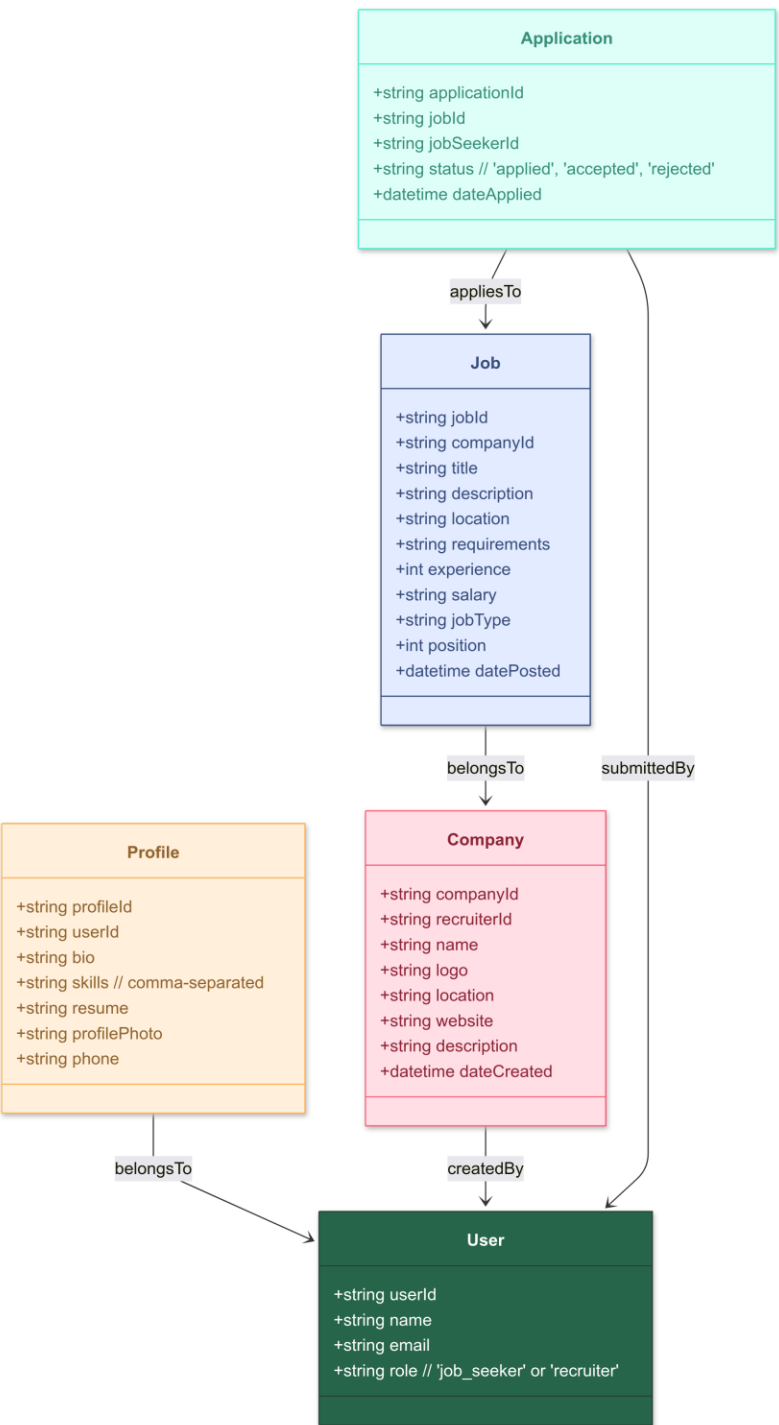 Application
+string applicationId
+string jobId
+string jobSeekerId
+string status // 'applied', 'accepted', 'rejected'
+datetime dateApplied
appliesTo
Job
+string jobId
+string companyId
+string title
+string description
+string location
+string requirements
+int experience
+string salary
+string jobType
+int position
+datetime datePosted
belongsTo
submittedBy
Profile
+string profileId
+string userId
+string bio
+string skills // comma-separated
+string resume
+string profilePhoto
+string phone
Company
+string companyId
+string recruiterId
+string name
+string logo
+string location
+string website
+string description
+datetime dateCreated
belongsTo
createdBy
User
+string userId
+string name
+string email
+string role // 'job_seeker' or 'recruiter'